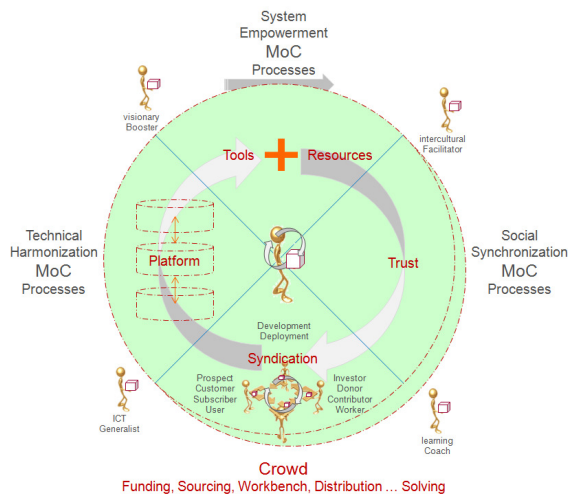 System
Empowerment
MoC
Processes
visionary
Booster
intercultural
Facilitator
Tools
Resources
Technical
Harmonization
MoC
Processes
Platform
Trust
Social
Synchronization
MoC
Processes
Development
Deployment
Syndication
Prospect
Customer
Subscriber
User
Investor
Donor
Contributor
Worker
ICT
Generalist
learning
Coach
Crowd
Funding, Sourcing, Workbench, Distribution ... Solving